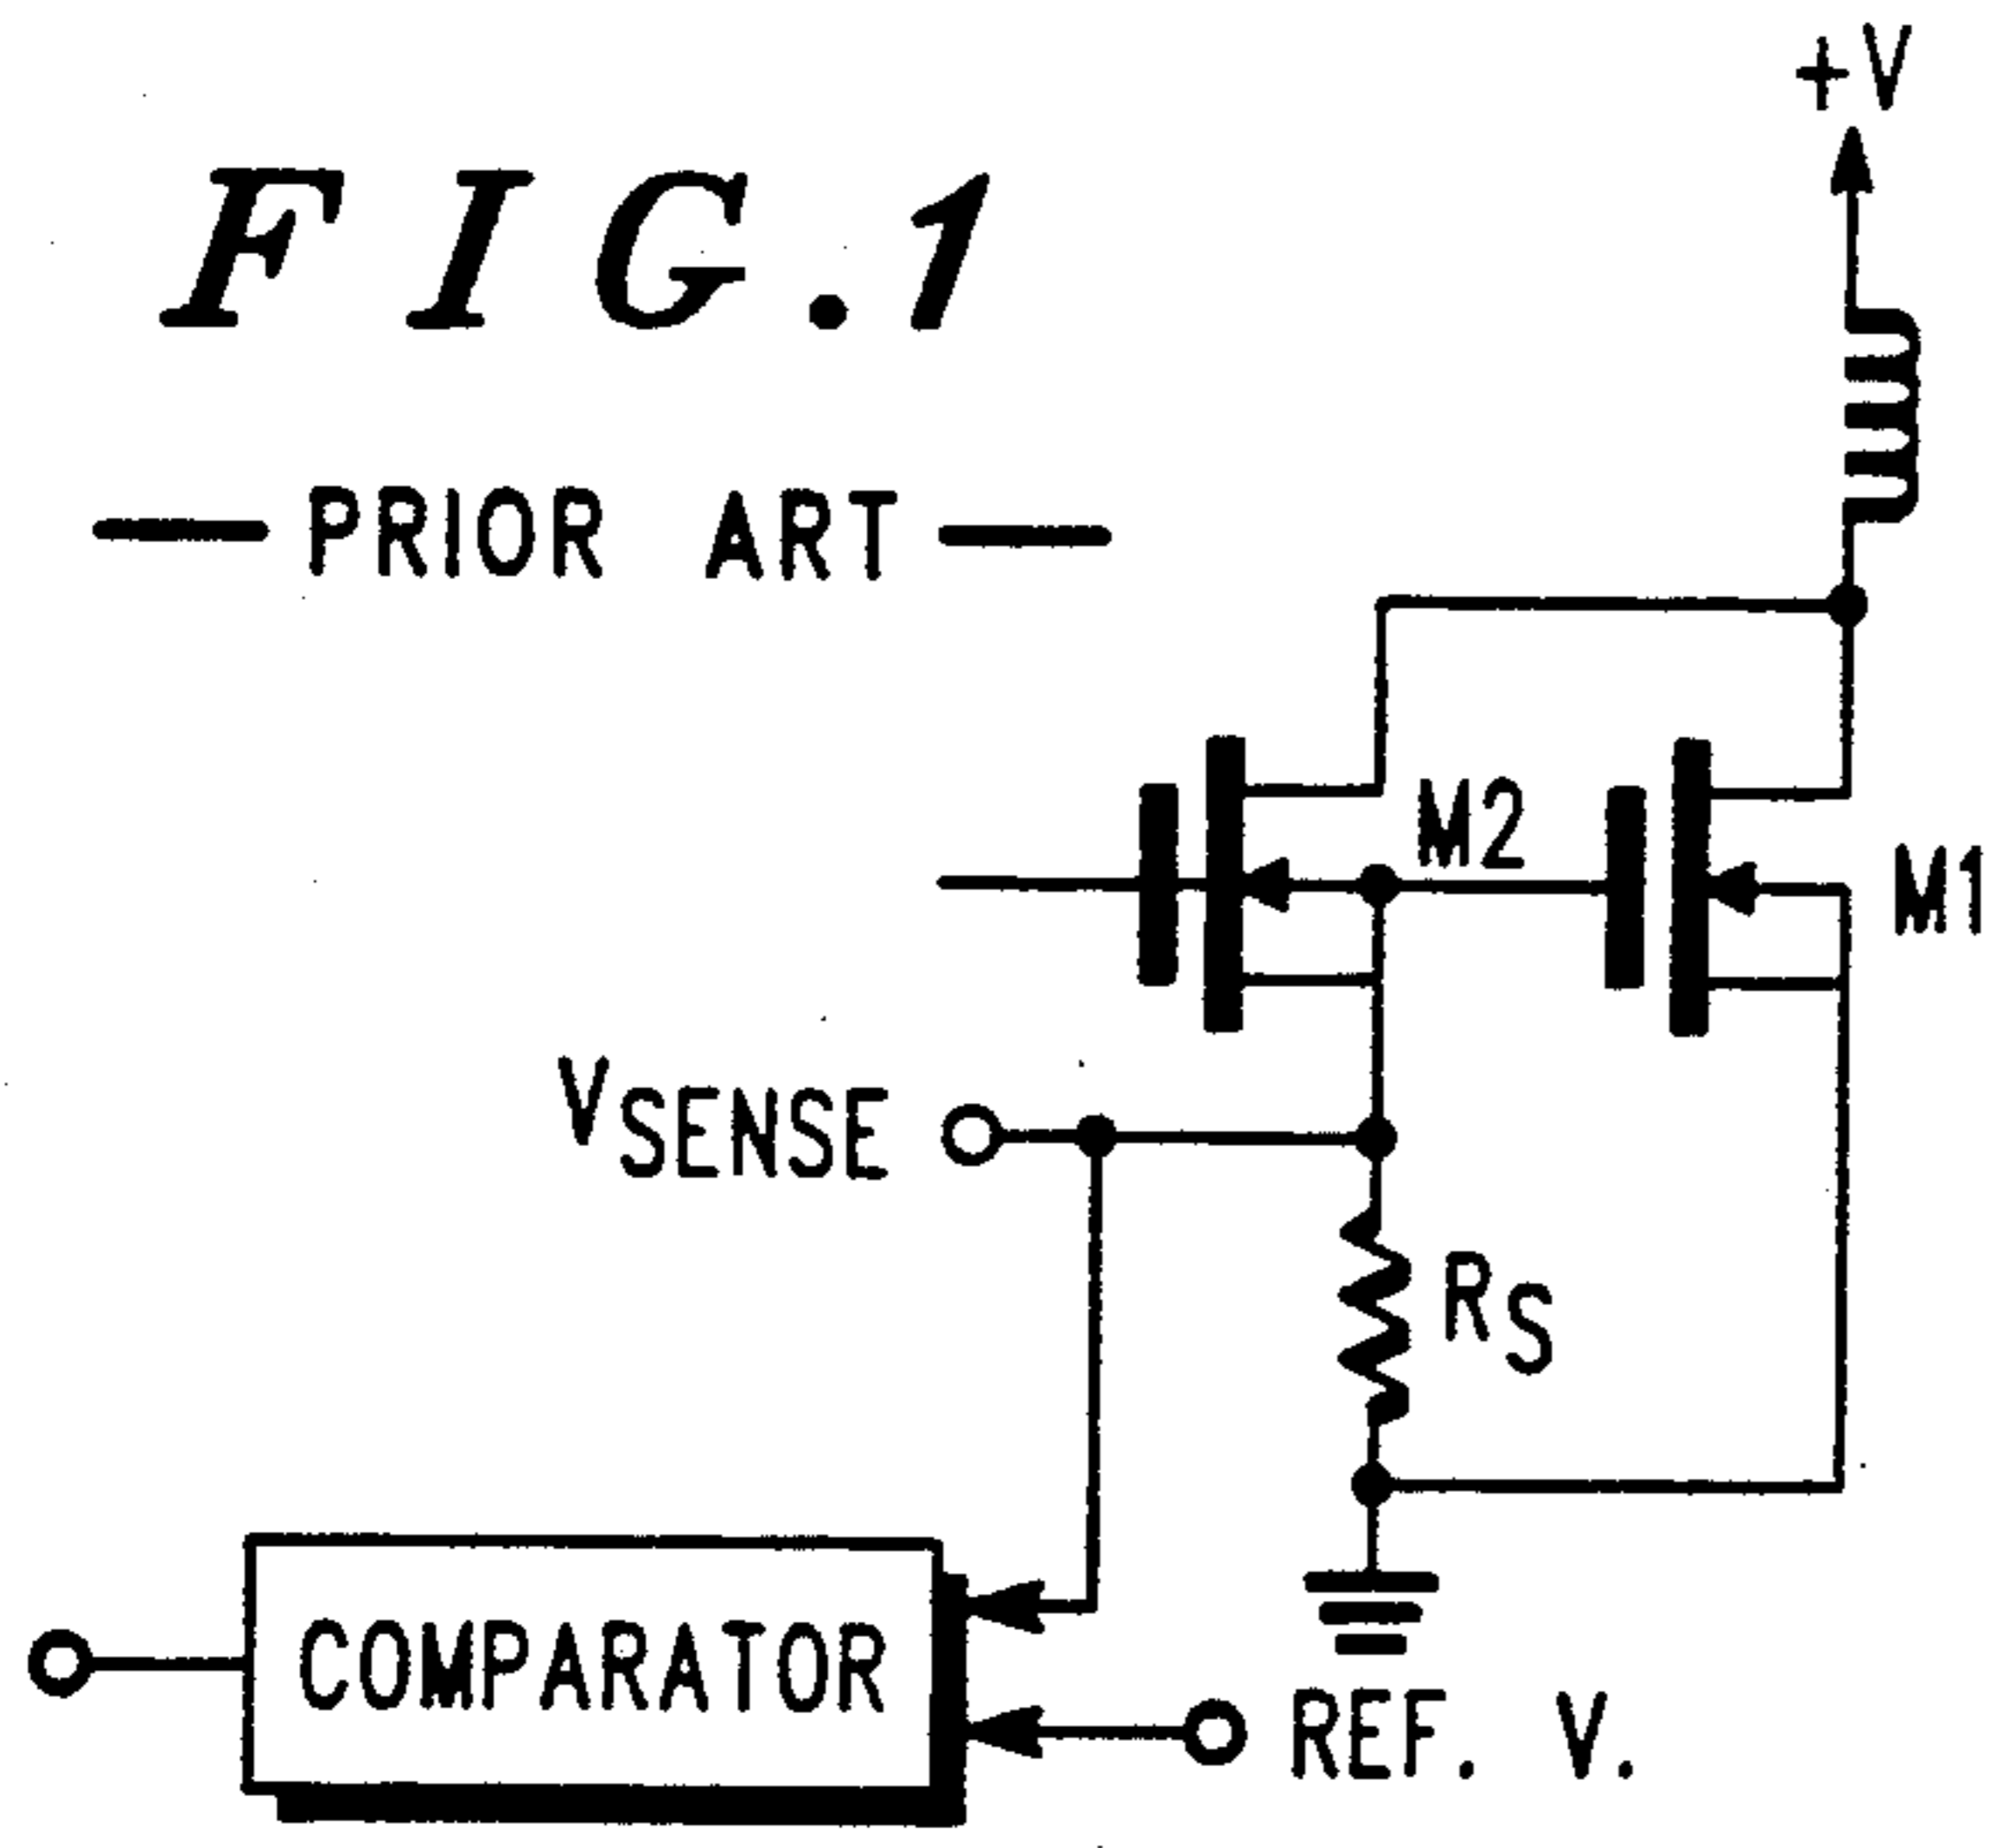 +V
FIG.1
— PRIOR ART —
M2
M1
VSENSE
RS
COMPARATOR
REF. V.